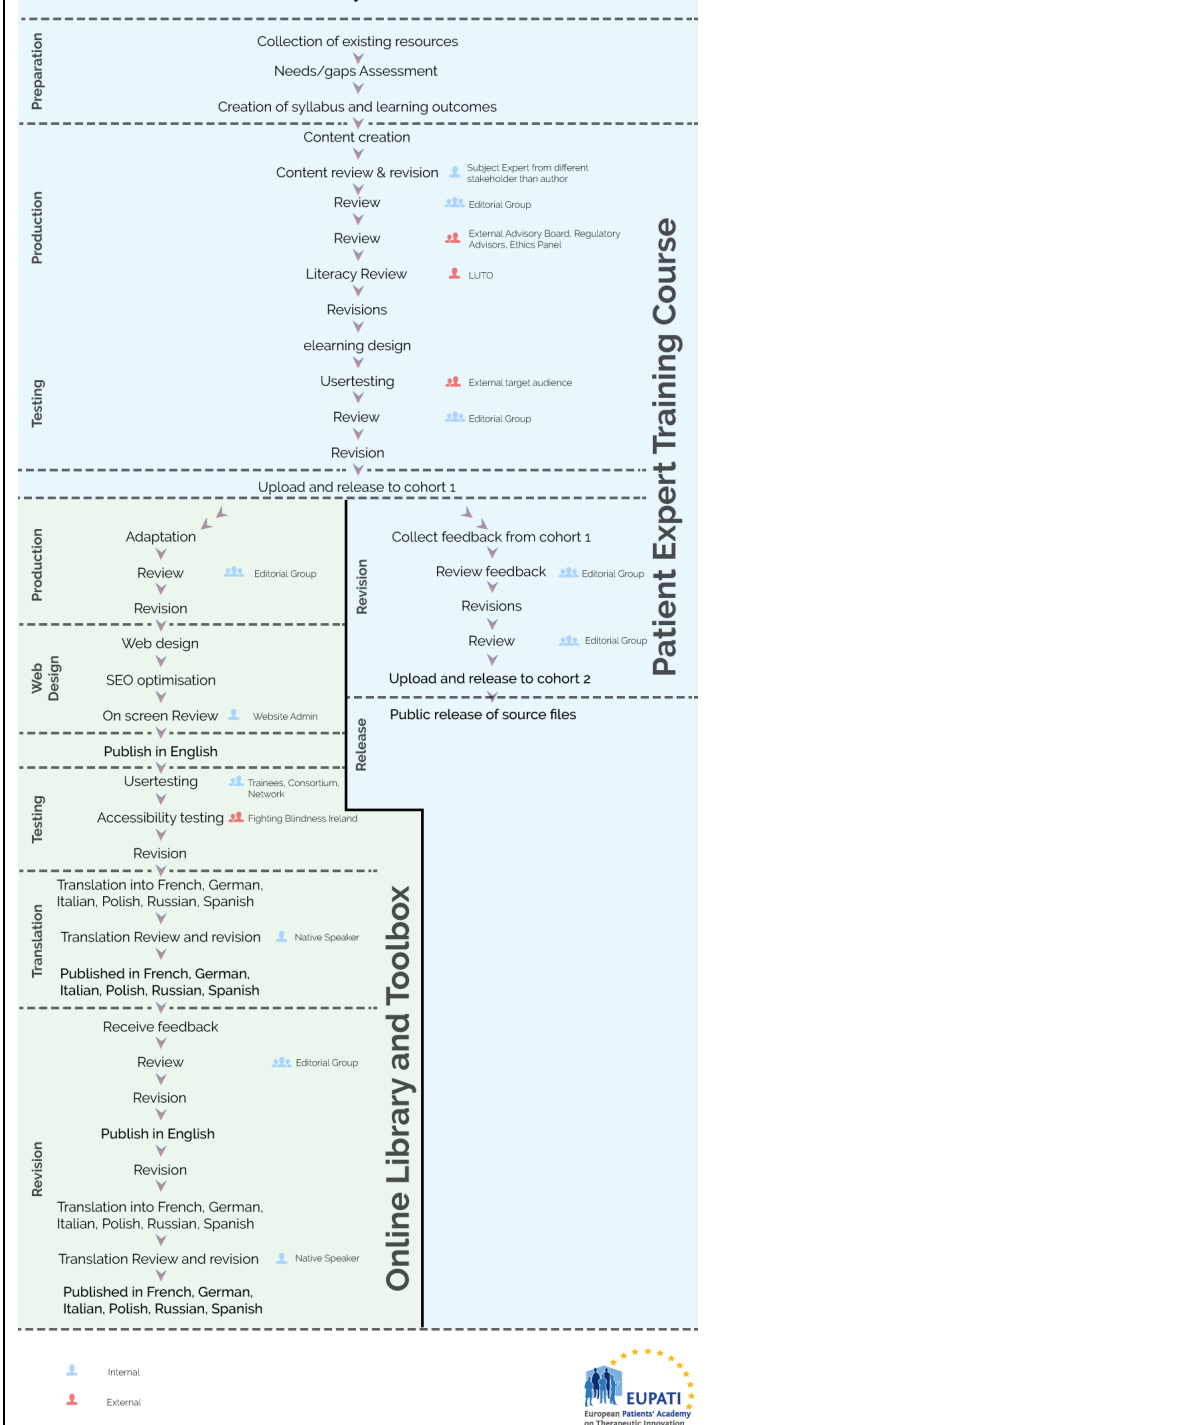 Preparation
Collection of existing resources
Needs/gaps Assessment
Creation of syllabus and learning outcomes
Production
Content creation
Content review & revision
Subject Expert from different
stakeholder than author
Review
Editorial Group
Review
External Advisory Board, Regulatory
Advisors, Ethics Panel
Literacy Review
LUTO
Revisions
elearning design
Testing
Usertesting
External target audience
Review
Editorial Group
Revision
Upload and release to cohort 1
Patient Expert Training Course
Production
Adaptation
Review
Editorial Group
Revision
Web
Design
Web design
SEO optimisation
On screen Review
Website Admin
Publish in English
Revision
Collect feedback from cohort 1
Review feedback
Editorial Group
Revisions
Review
Editorial Group
Upload and release to cohort 2
Release
Public release of source files
Testing
Usertesting
Trainees, Consortium,
Network
Accessibility testing
Fighting Blindness Ireland
Revision
Translation
Translation into French, German,
Italian, Polish, Russian, Spanish
Translation Review and revision
Native Speaker
Published in French, German,
Italian, Polish, Russian, Spanish
Online Library and Toolbox
Revision
Receive feedback
Review
Editorial Group
Revision
Publish in English
Revision
Translation into French, German,
Italian, Polish, Russian, Spanish
Translation Review and revision
Native Speaker
Published in French, German,
Italian, Polish, Russian, Spanish
Internal
External
EUPATI
European Patients' Academy
on Therapeutic Innovation